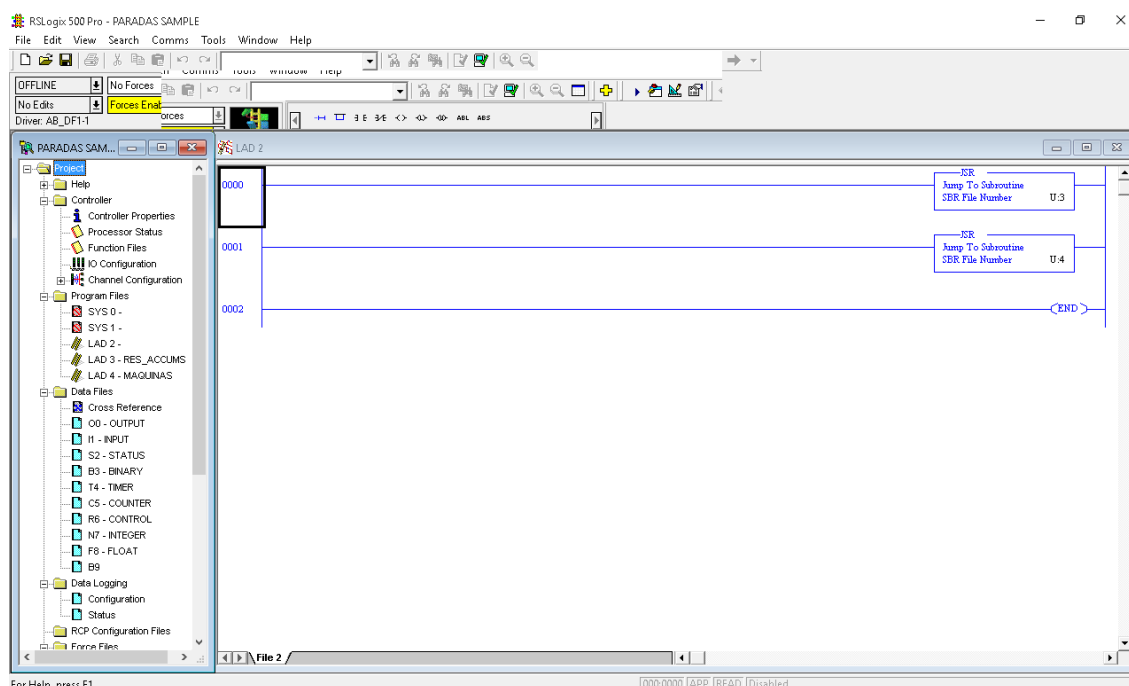 RSLogix 500 Pro - PARADAS SAMPLE
File Edit View Search Comms Tools Window Help
OFFLINE No Forces
No Edits Forces Enab
Driver: AB_DF1-1
orces
ABL ABS
PARADAS SAM...
LAD 2
Project
Help
Controller
Controller Properties
Processor Status
Function Files
IO Configuration
Channel Configuration
Program Files
SYS 0 -
SYS 1 -
LAD 2 -
LAD 3 - RES_ACCUMS
LAD 4 - MAQUINAS
Data Files
Cross Reference
O0 - OUTPUT
I1 - INPUT
S2 - STATUS
B3 - BINARY
T4 - TIMER
C5 - COUNTER
R6 - CONTROL
N7 - INTEGER
F8 - FLOAT
B9
Data Logging
Configuration
Status
RCP Configuration Files
Force Files
0000
JSR
Jump To Subroutine
SBR File Number U:3
0001
JSR
Jump To Subroutine
SBR File Number U:4
0002
END
File 2
For Help, press F1
000:0000 APP READ Disabled